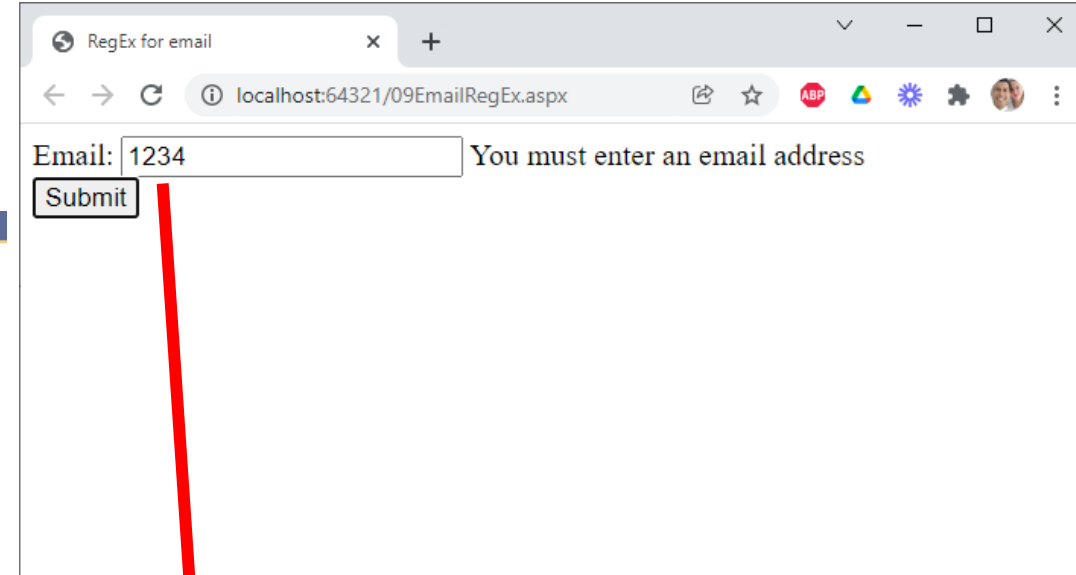 RegEx for email
localhost:64321/09EmailRegEx.aspx
ABP
Email: 1234 You must enter an email address
Submit